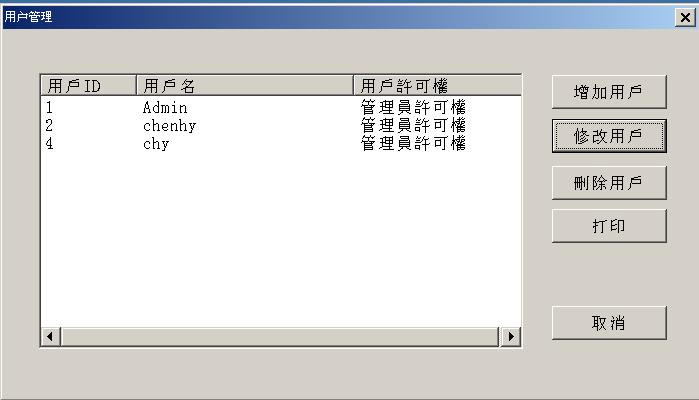 用户管理
用戶ID 用戶名 用戶許可權
1 Admin 管理員許可權
2 chenhy 管理員許可權
4 chy 管理員許可權
增加用戶
修改用戶
刪除用戶
打印
取消